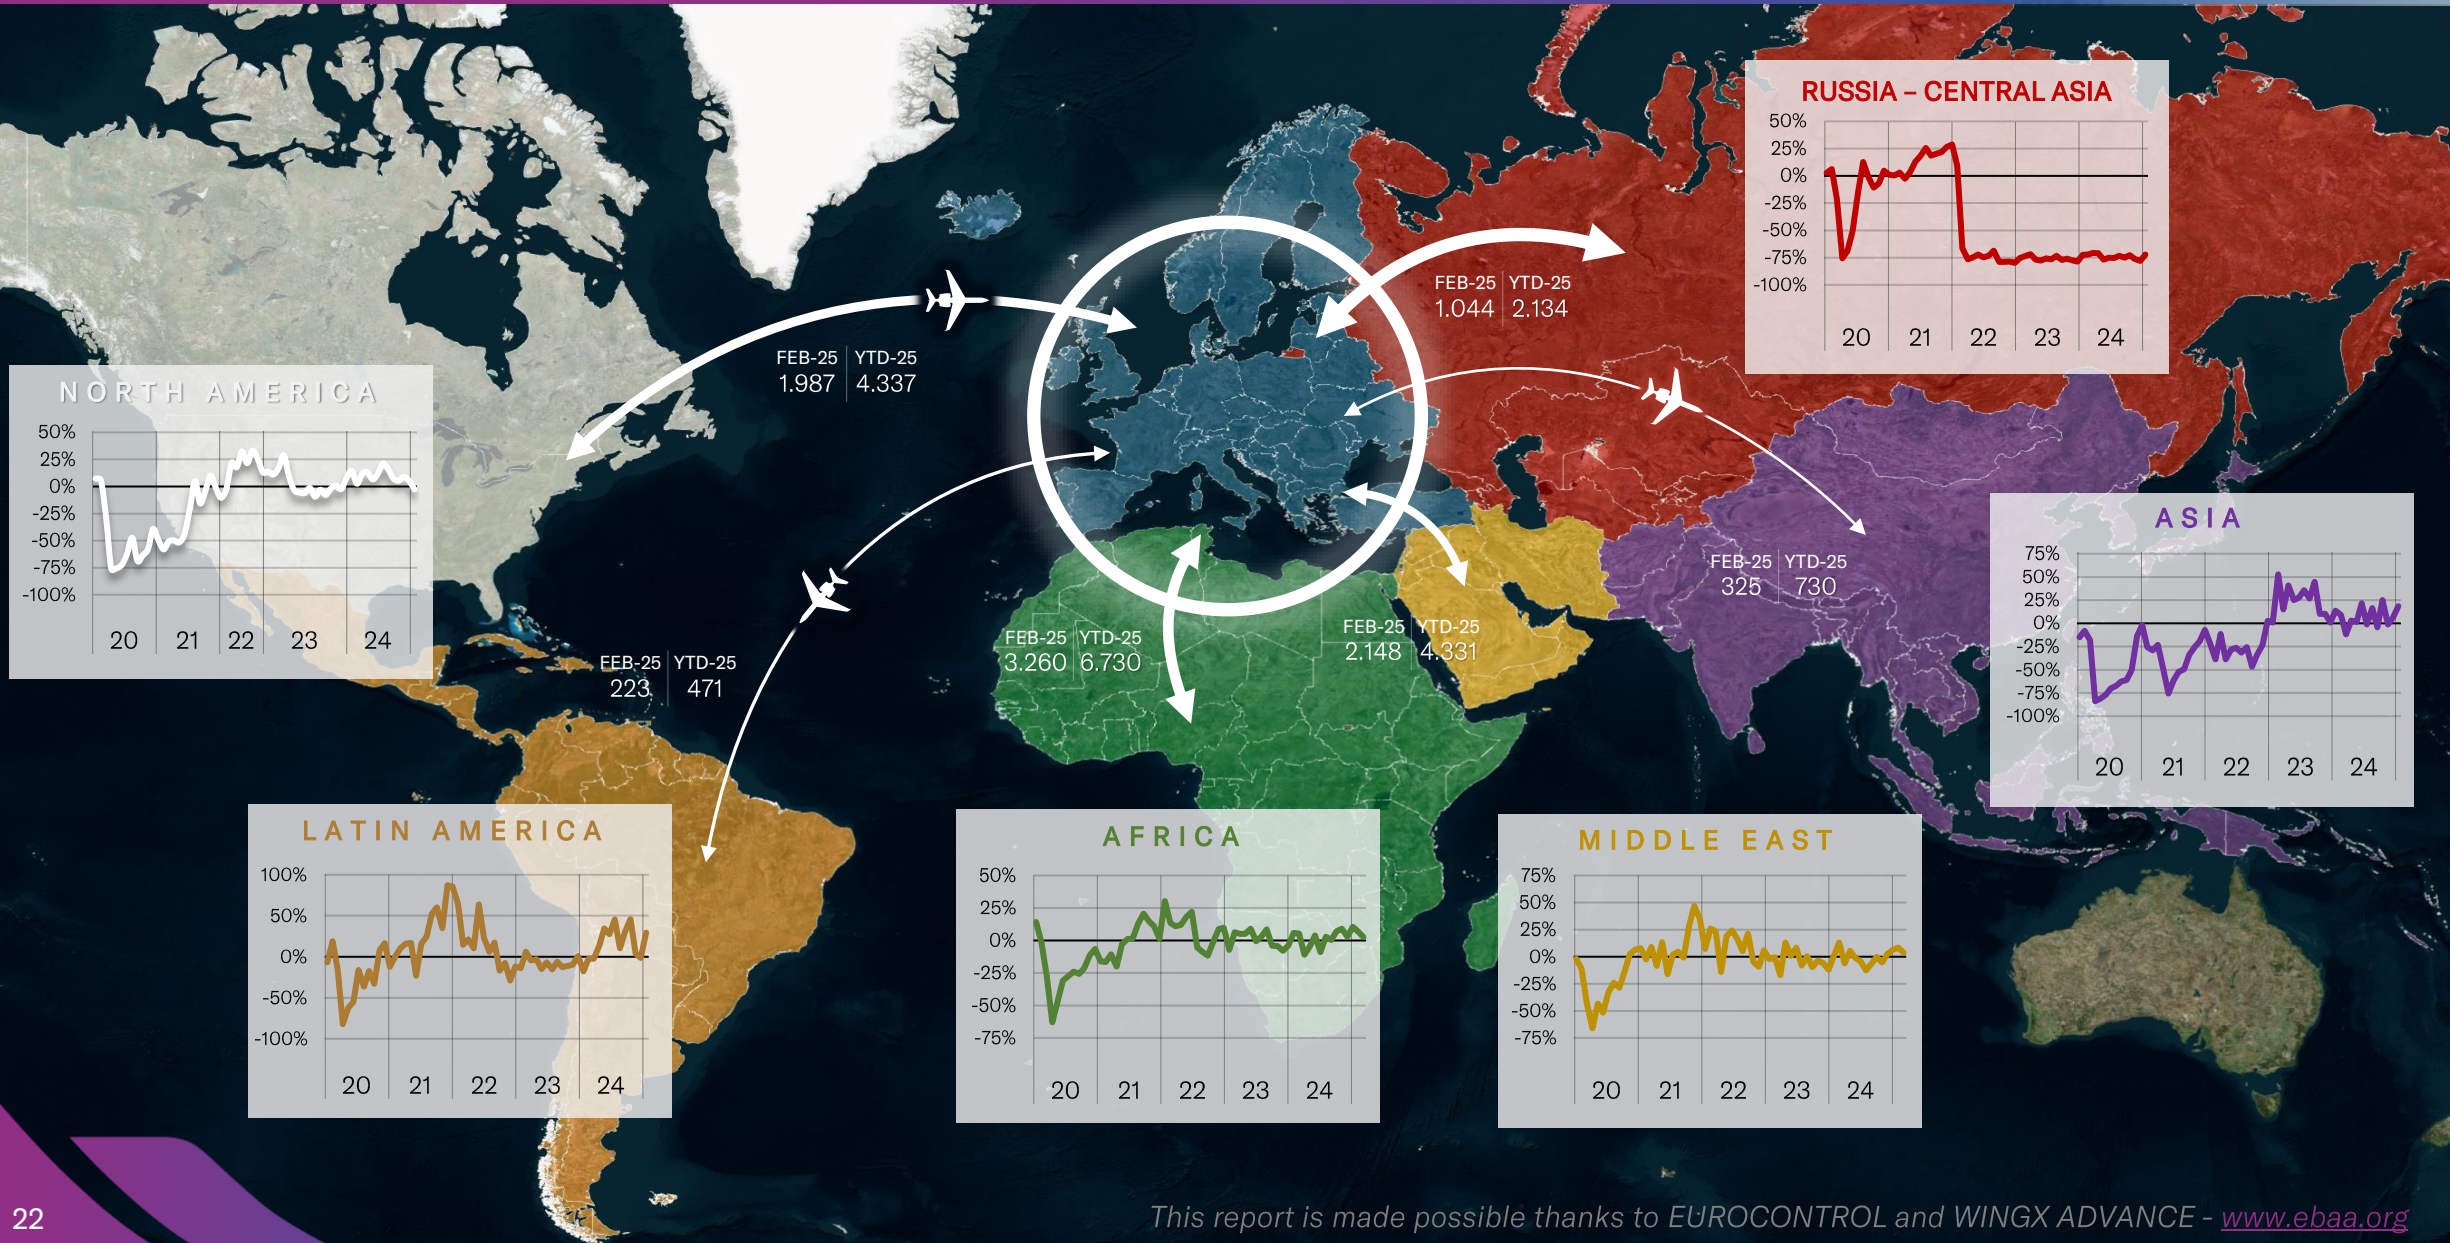 RUSSIA – CENTRAL ASIA
50%
25%
0%
-25%
-50%
-75%
-100%
20 21 22 23 24
FEB-25 YTD-25
1.044 2.134
FEB-25 YTD-25
1.987 4.337
NORTH AMERICA
50%
25%
0%
-25%
-50%
-75%
-100%
20 21 22 23 24
ASIA
75%
50%
25%
0%
-25%
-50%
-75%
-100%
20 21 22 23 24
FEB-25 YTD-25
325 730
FEB-25 YTD-25
3.260 6.730
FEB-25 YTD-25
2.148 4.331
FEB-25 YTD-25
223 471
LATIN AMERICA
100%
50%
0%
-50%
-100%
20 21 22 23 24
AFRICA
50%
25%
0%
-25%
-50%
-75%
20 21 22 23 24
MIDDLE EAST
75%
50%
25%
0%
-25%
-50%
-75%
20 21 22 23 24
22
This report is made possible thanks to EUROCONTROL and WINGX ADVANCE - www.ebaa.org